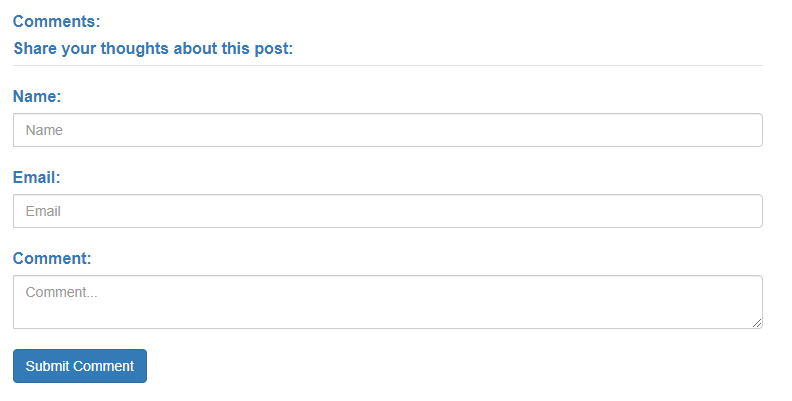 Comments:
Share your thoughts about this post:
Name:
Name
Email:
Email
Comment:
Comment...
Submit Comment